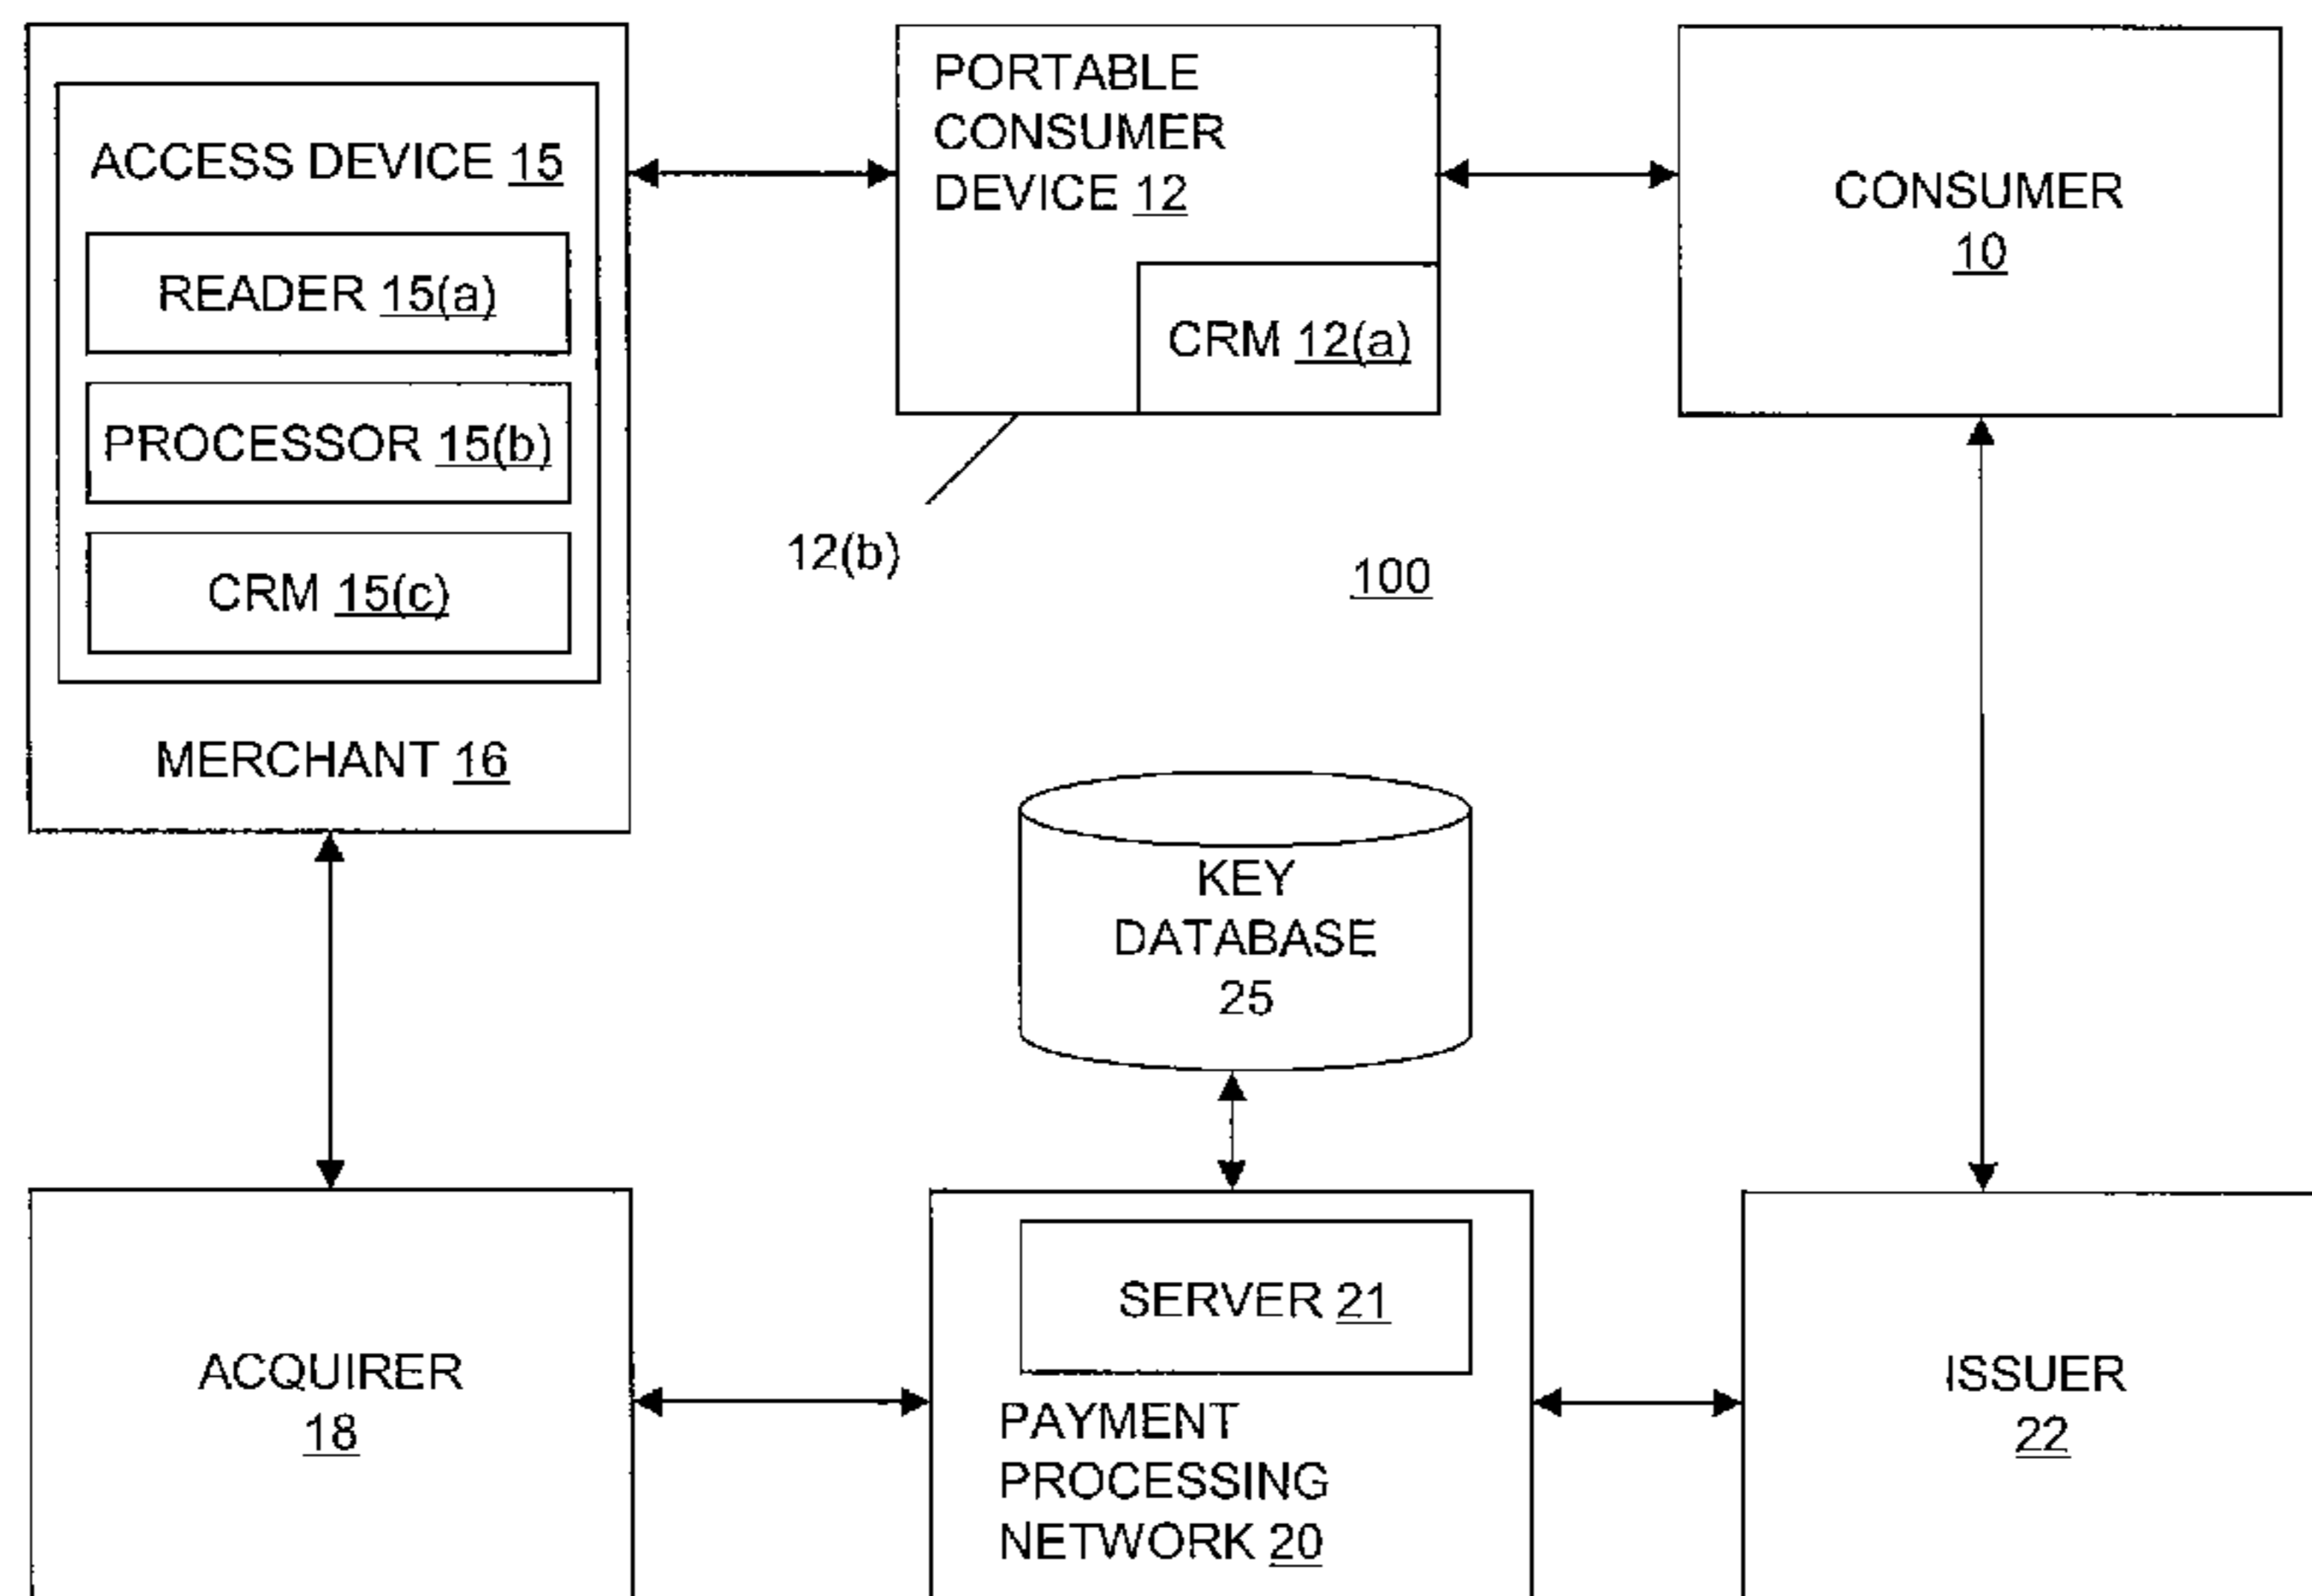 ACCESS DEVICE 15
READER 15(a)
PROCESSOR 15(b)
CRM 15(c)
MERCHANT 16
PORTABLE
CONSUMER
DEVICE 12
CRM 12(a)
12(b)
CONSUMER
10
100
KEY
DATABASE
25
ACQUIRER
18
SERVER 21
PAYMENT
PROCESSING
NETWORK 20
ISSUER
22